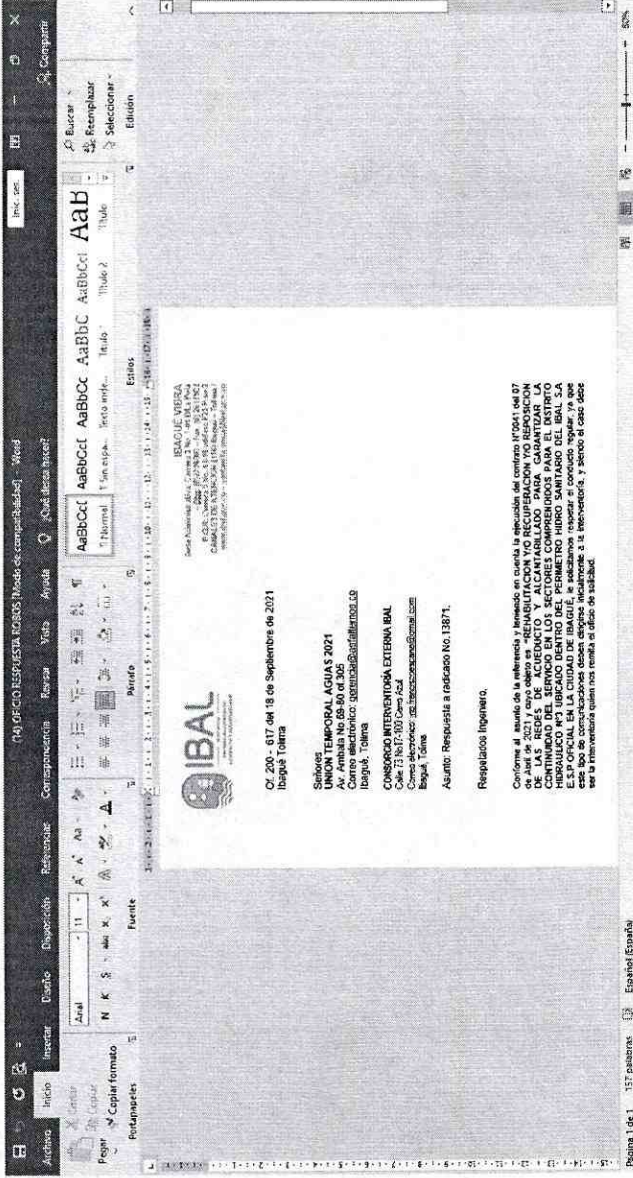 (14) OFICIO RESPUESTA ROBOS [Modo de compatibilidad] - Word
Inic. ses.
Archivo Inicio Insertar Diseño Disposición Referencias Correspondencia Revisar Vista Ayuda ¿Qué desea hacer? Compartir
Pegar
Cortar
Copiar
Copiar formato
Portapapeles
Arial 11
N K S
Fuente
Párrafo
AaBbCcI AaBbCcI AaBbCc AaBbC AaBbCcI AaB
Normal Sin espa... Texto inde... Título Título 2 Título
Estilos
Buscar
Reemplazar
Seleccionar
Edición
IBAL
IBAGUÉ VIBRA
Of. 200 - 617 del 18 de Septiembre de 2021
Ibagué Tolima
Señores
UNION TEMPORAL AGUAS 2021
Av. Ambala No 69-80 of.305
Correo electrónico:
Ibagué, Tolima
CONSORCIO INTERVENTORÍA EXTERNA IBAL
Calle 73 No17-100 Cerro Azul
Correo electrónico:
Ibagué, Tolima
Asunto: Respuesta a radicado No.13871.
Respetados Ingeniero,
Conforme al asunto de la referencia y teniendo en cuenta la ejecución del contrato N°0041 del 07
de Abril de 2021 y cuyo objeto es "REHABILITACION Y/O RECUPERACION Y/O REPOSICION
DE LAS REDES DE ACUEDUCTO Y ALCANTARILLADO PARA GARANTIZAR LA
CONTINUIDAD DEL SERVICIO EN LOS SECTORES COMPRENDIDOS PARA EL DISTRITO
HIDRAULICO Nº3 UBICADO DENTRO DEL PERIMETRO HIDRO SANITARIO DEL IBAL S.A
E.S.P OFICIAL EN LA CIUDAD DE IBAGUÉ, le solicitamos respetar el conducto regular, ya que
este tipo de comunicaciones deben dirigirse inicialmente a la interventoría, y siendo el caso debe
ser la interventoría quien nos remita el oficio de solicitud.
Página 1 de 1 157 palabras Español (España)
80%